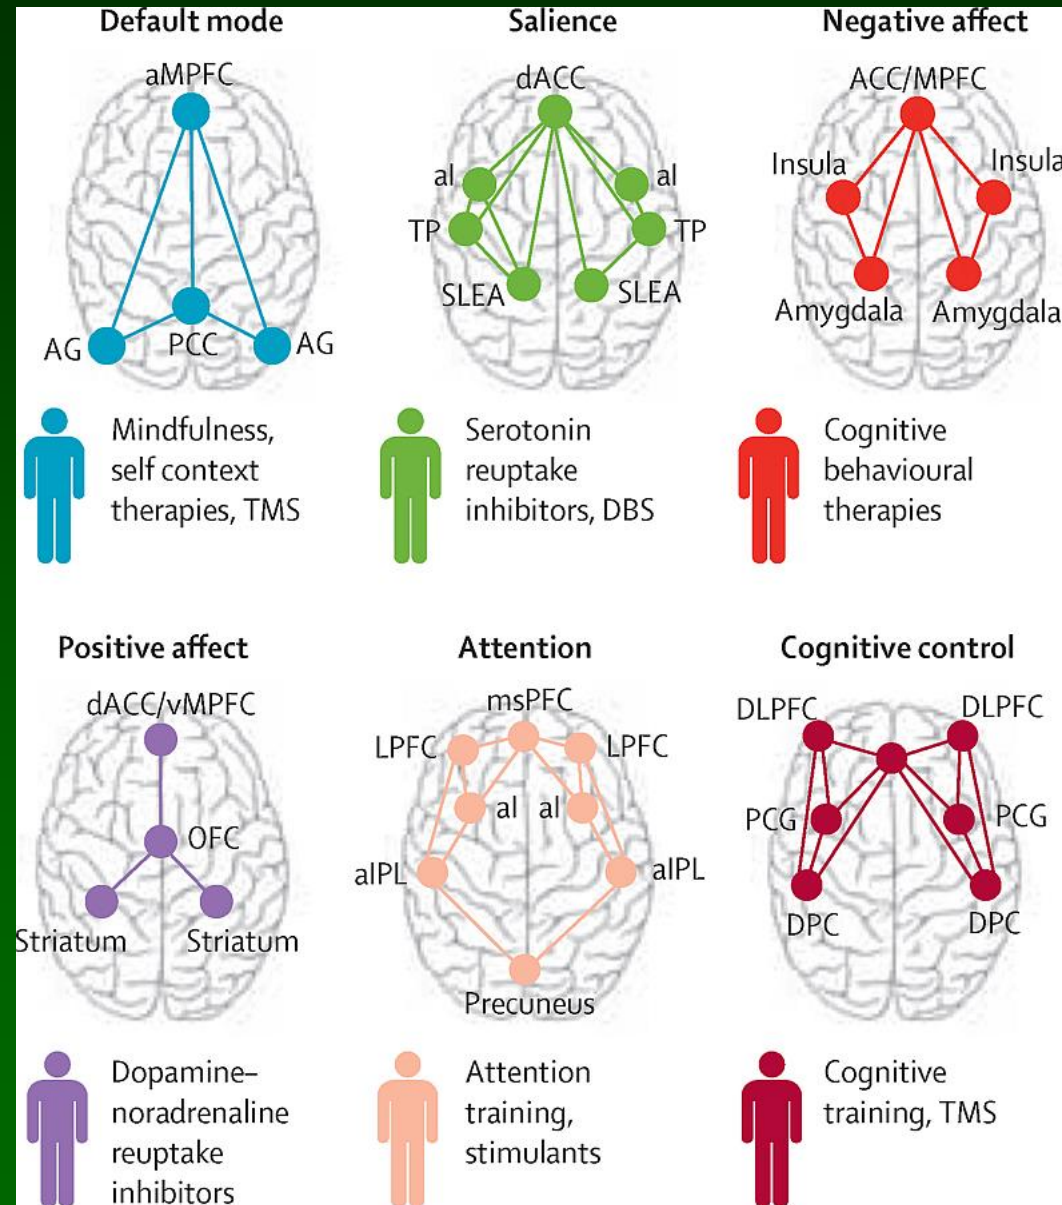 Default mode
aMPFC
AG
PCC
AG
Mindfulness,
self context
therapies, TMS
Salience
dACC
aI
aI
TP
TP
SLEA
SLEA
Serotonin
reuptake
inhibitors, DBS
Negative affect
ACC/MPFC
Insula
Insula
Amygdala
Amygdala
Cognitive
behavioural
therapies
Positive affect
dACC/vMPFC
OFC
Striatum
Striatum
Dopamine–
noradrenaline
reuptake
inhibitors
Attention
msPFC
LPFC
LPFC
aI
aI
aIPL
aIPL
Precuneus
Attention
training,
stimulants
Cognitive control
DLPFC
DLPFC
PCG
PCG
DPC
DPC
Cognitive
training, TMS